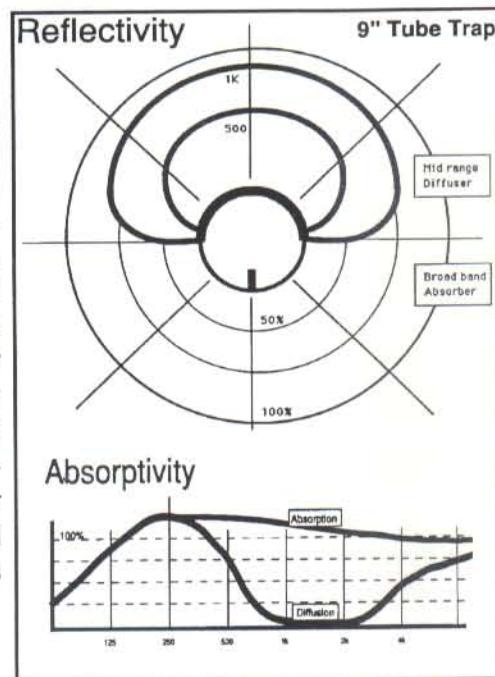 Reflectivity
9" Tube Trap
1K
500
Mid range
Diffuser
Broad band
Absorber
50%
100%
Absorptivity
100%
Absorption
Diffusion
125
250
500
1k
2k
4k